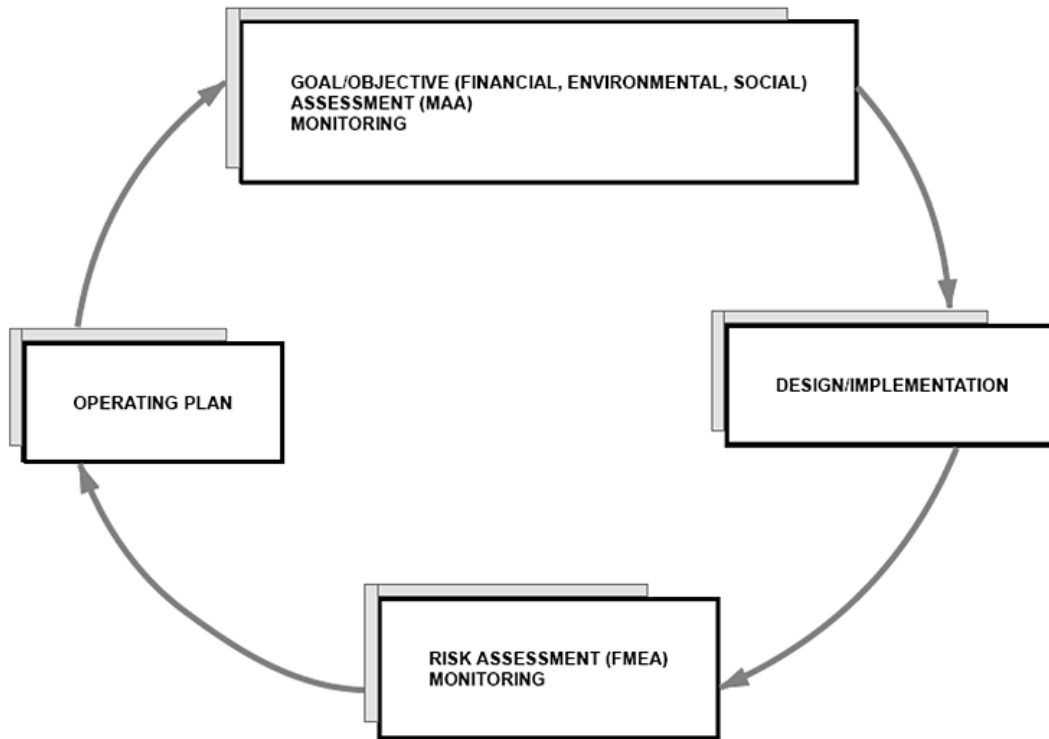 GOAL/OBJECTIVE (FINANCIAL, ENVIRONMENTAL, SOCIAL)
ASSESSMENT (MAA)
MONITORING
OPERATING PLAN
DESIGN/IMPLEMENTATION
RISK ASSESSMENT (FMEA)
MONITORING